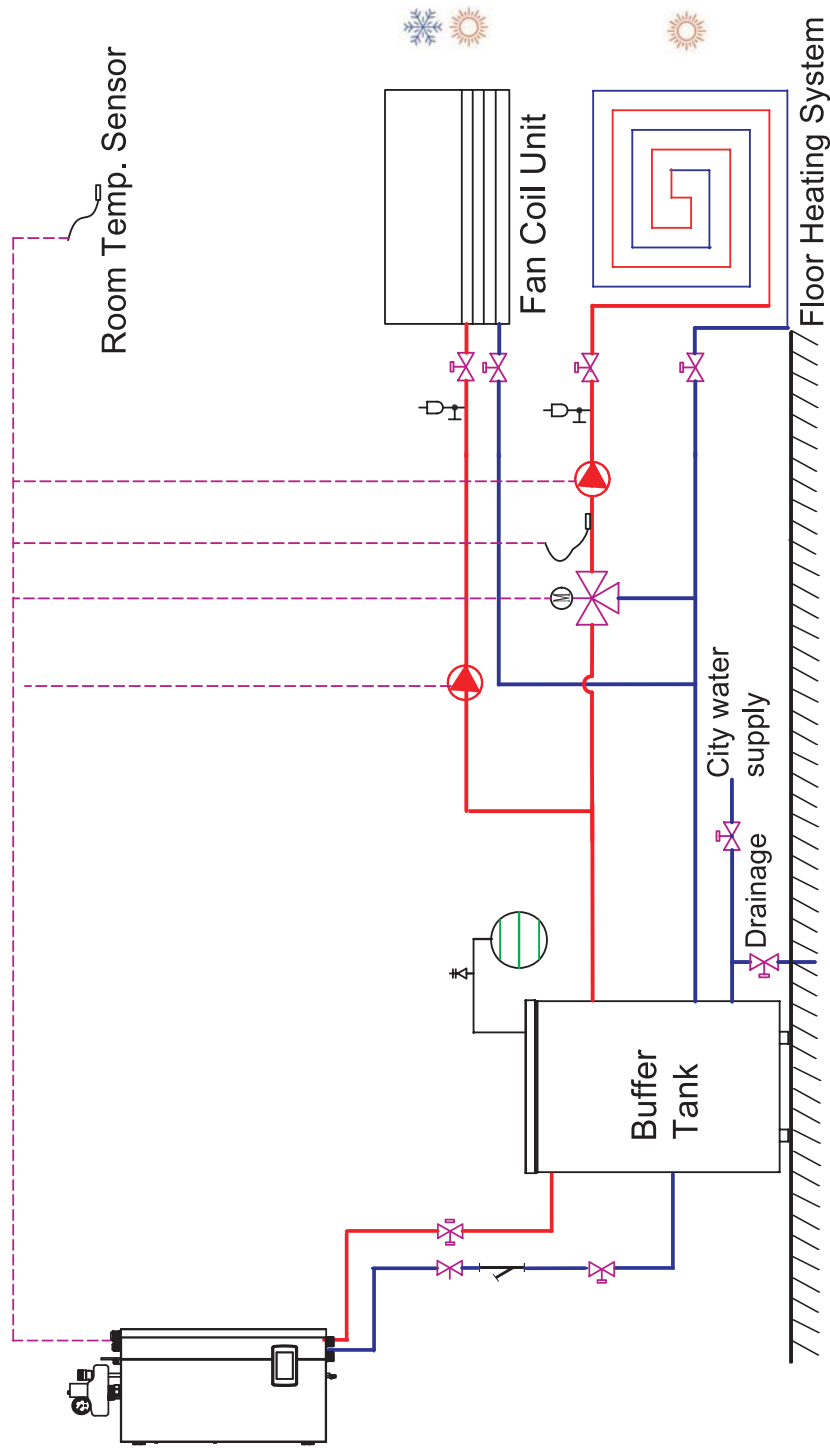 Room Temp. Sensor
Fan Coil Unit
Floor Heating System
City water
supply
Drainage
Buffer
Tank
M